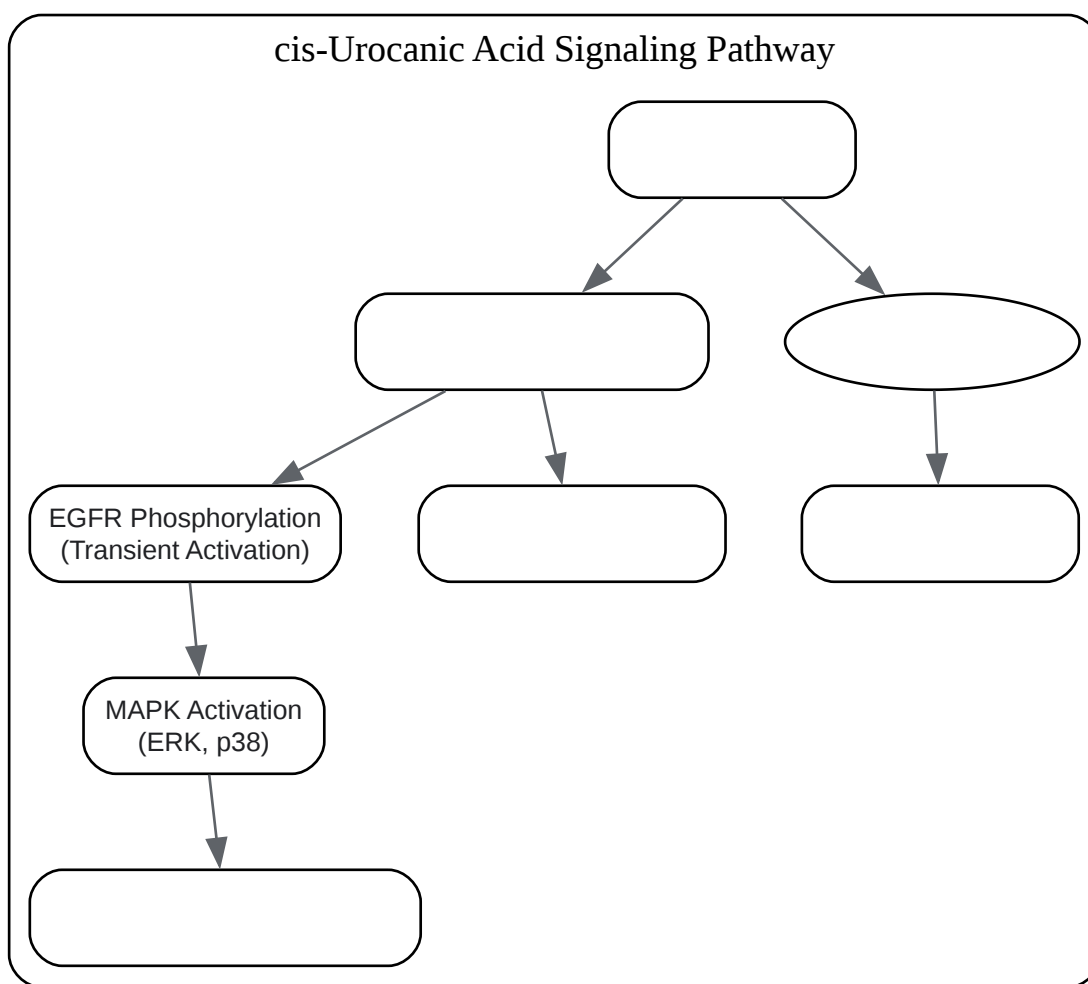 cis-Urocanic Acid Signaling Pathway
EGFR Phosphorylation
(Transient Activation)
MAPK Activation
(ERK, p38)